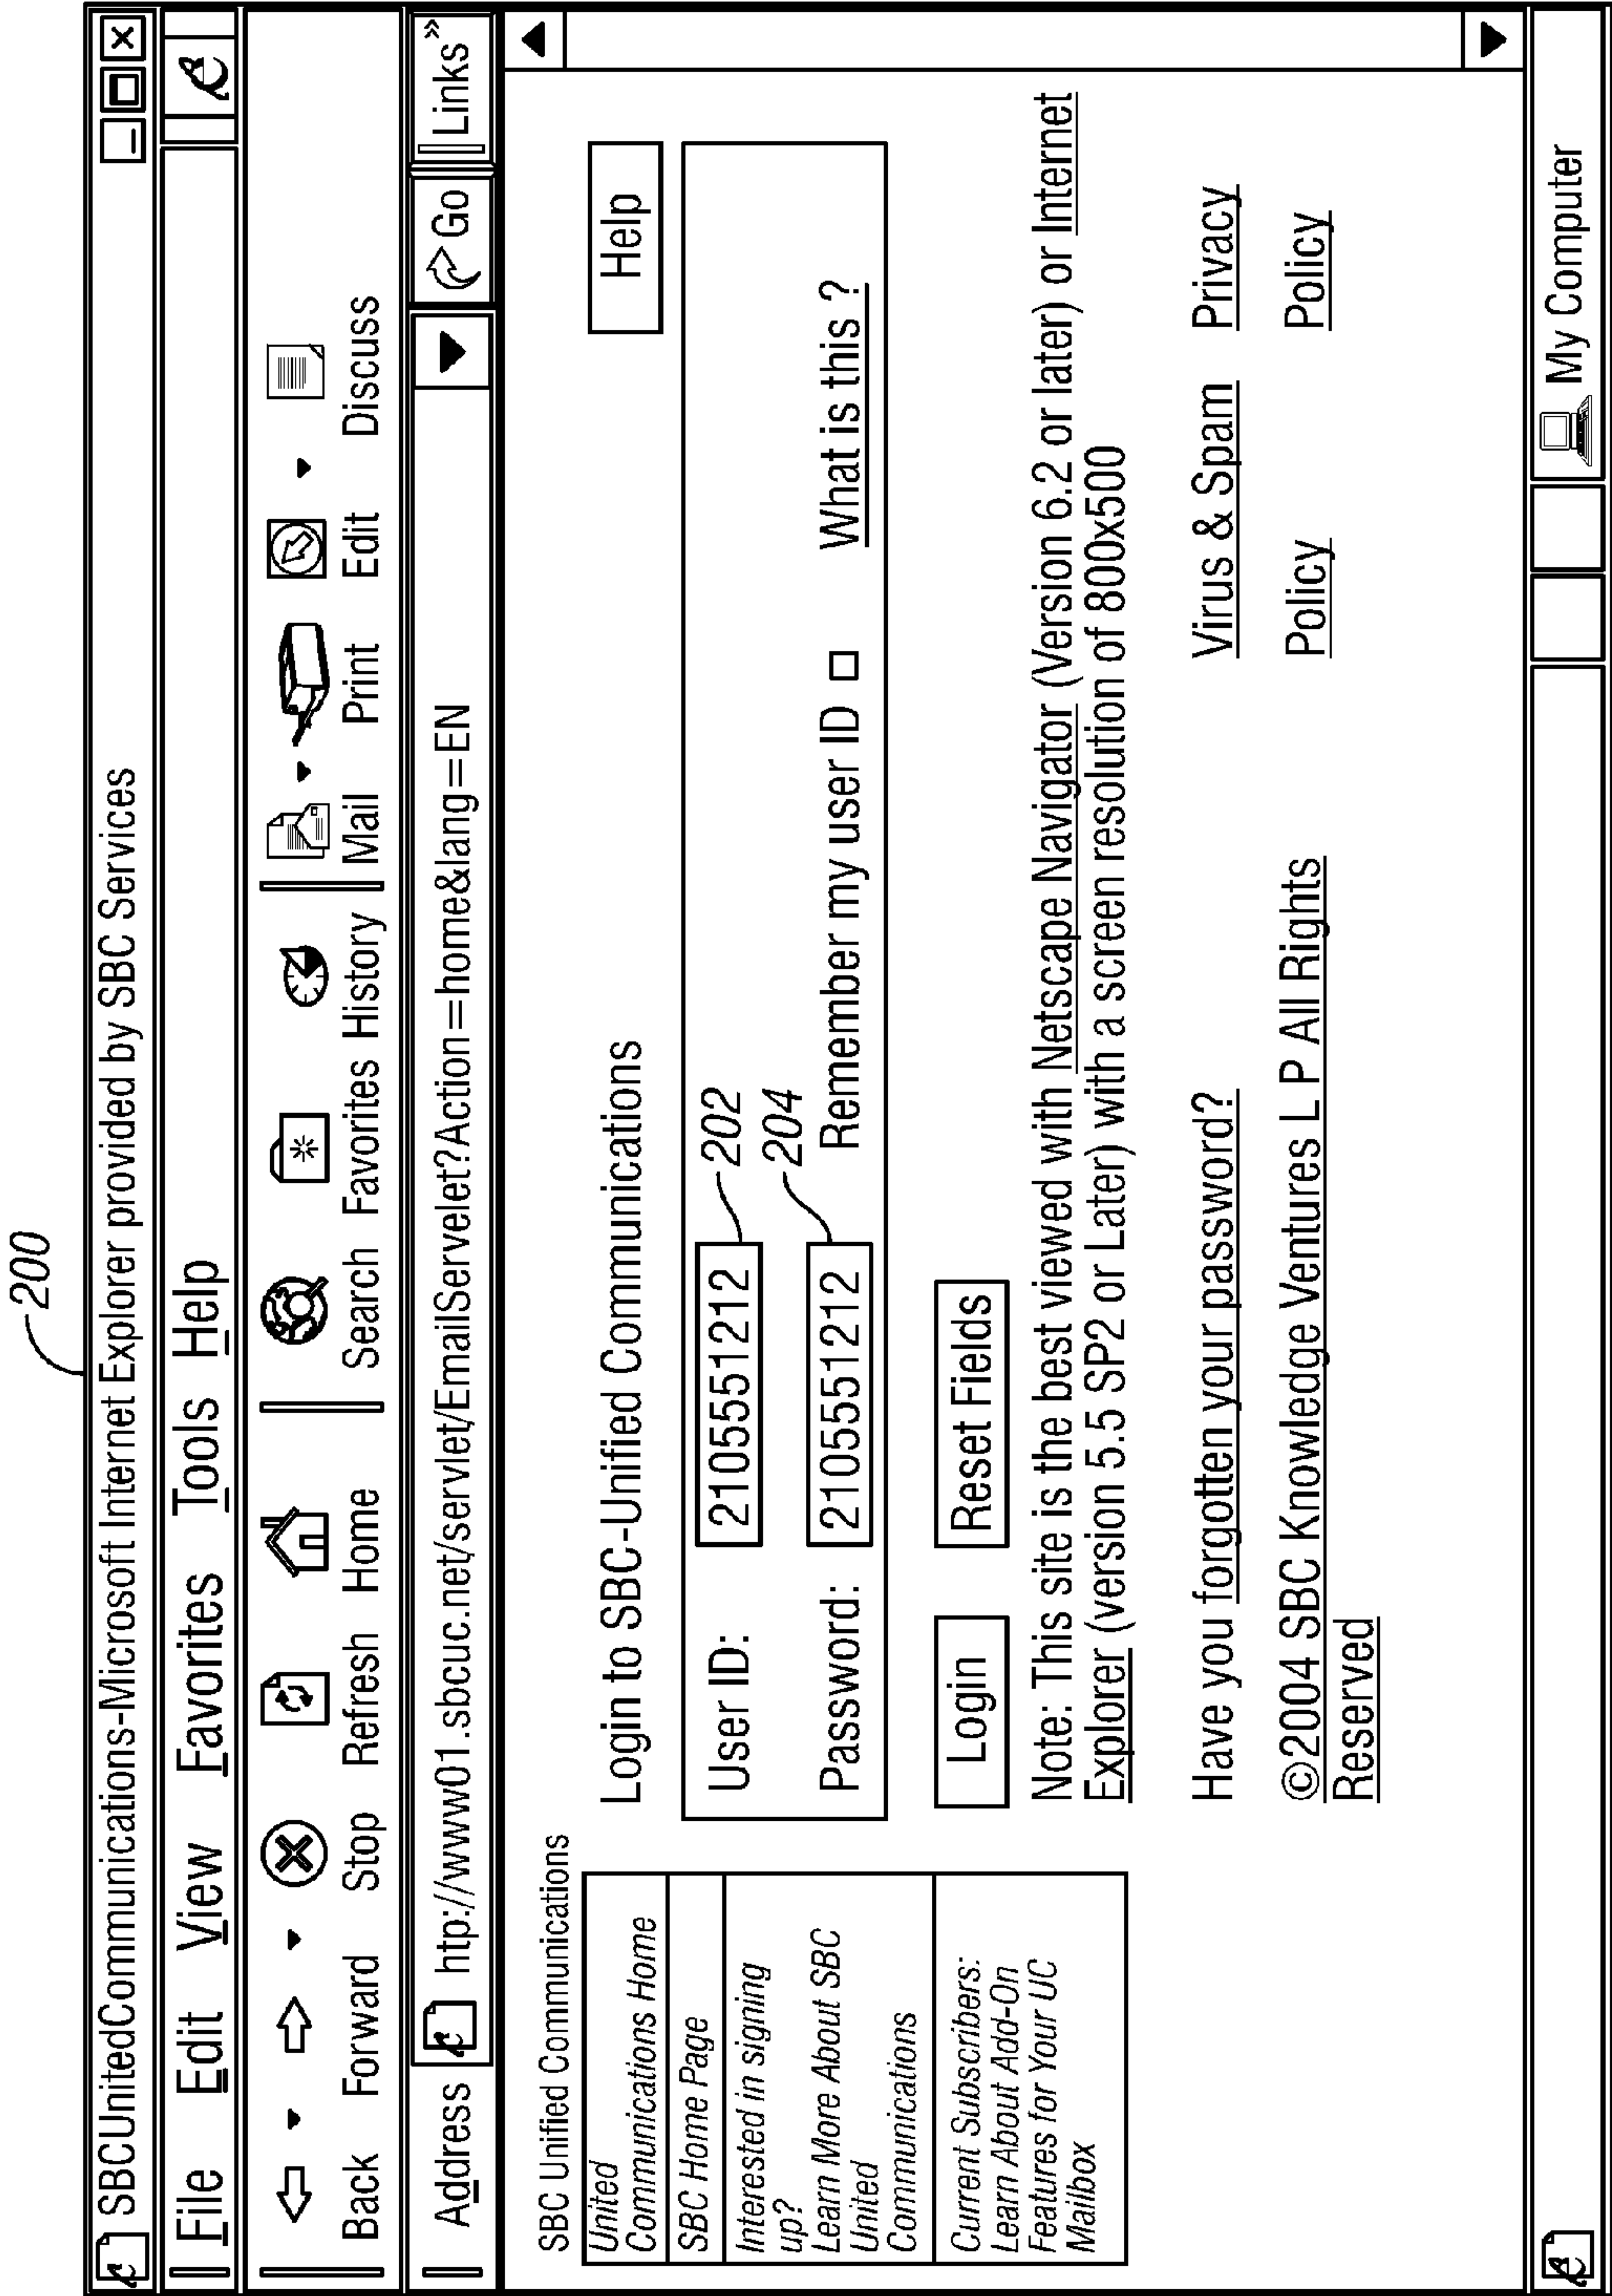 200
SBCUnitedCommunications-Microsoft Internet Explorer provided by SBC Services
File Edit View Favorites Tools Help
Back Forward Stop Refresh Home Search Favorites History Mail Print Edit Discuss
Address http://www01.sbcuc.net/servlet/EmailServelet?Action=home&lang=EN Go Links »
SBC Unified Communications
United
Communications Home
SBC Home Page
Interested in signing
up?
Learn More About SBC
United
Communications
Current Subscribers:
Learn About Add-On
Features for Your UC
Mailbox
Login to SBC-Unified Communications
Help
User ID: 2105551212 202
204
Password: 2105551212 Remember my user ID What is this ?
Login Reset Fields
Note: This site is the best viewed with Netscape Navigator (Version 6.2 or later) or Internet
Explorer (version 5.5 SP2 or Later) with a screen resolution of 800x500
Have you forgotten your password? Virus & Spam Privacy
©2004 SBC Knowledge Ventures L P All Rights Policy Policy
Reserved
My Computer